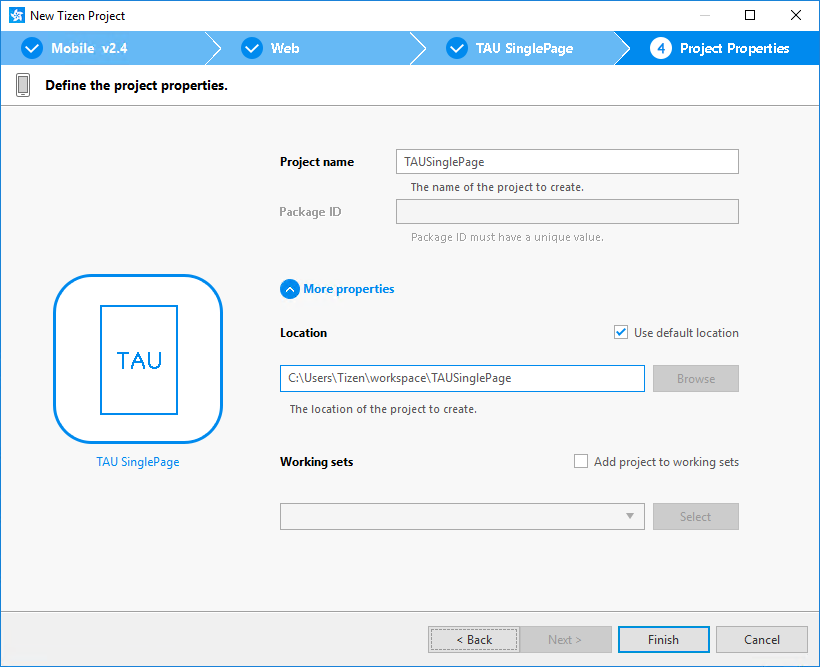 New Tizen Project
Mobile v2.4
Web
TAU SinglePage
4 Project Properties
Define the project properties.
Project name
TAUSinglePage
The name of the project to create.
Package ID
Package ID must have a unique value.
More properties
Location
Use default location
C:\Users\Tizen\workspace\TAUSinglePage
Browse
The location of the project to create.
TAU
TAU SinglePage
Working sets
Add project to working sets
Select
< Back
Next >
Finish
Cancel